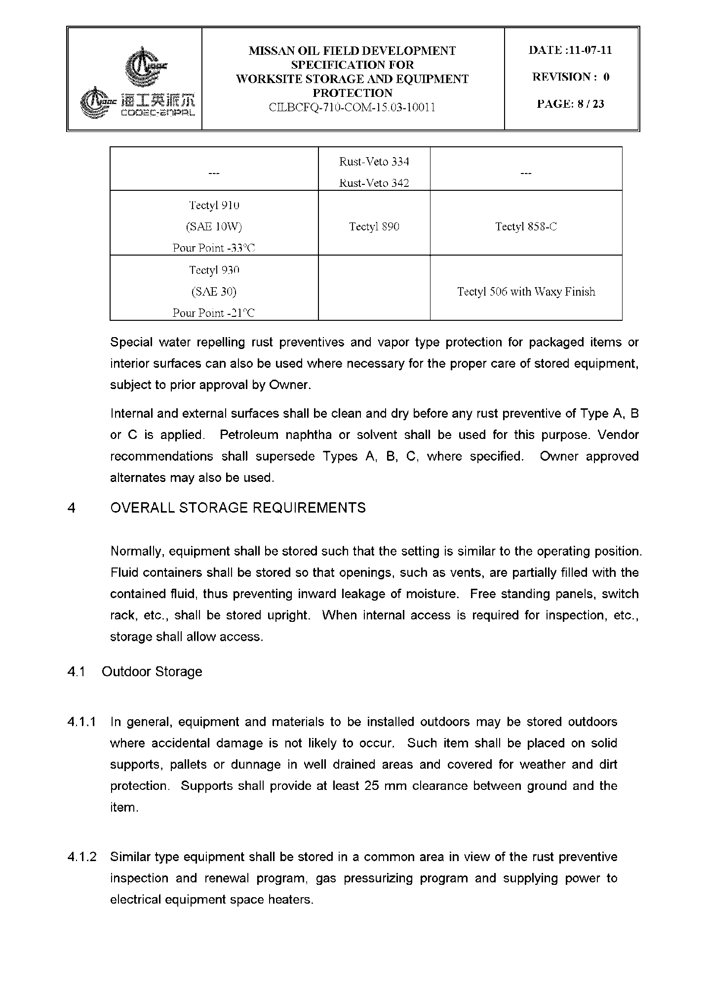 MISSAN OIL FIELD DEVELOPMENT
SPECIFICATION FOR
WORKSITE STORAGE AND EQUIPMENT
PROTECTION
CILBCFQ-710-COM-15.03-10011
DATE :11-07-11
REVISION : 0
PAGE: 8 / 23
海工英派尔
COOEC-ENPAL
---
Rust-Veto 334
Rust-Veto 342
---
Tectyl 910
(SAE 10W)
Pour Point -33°C
Tectyl 890
Tectyl 858-C
Tectyl 930
(SAE 30)
Pour Point -21°C
Tectyl 506 with Waxy Finish
Special water repelling rust preventives and vapor type protection for packaged items or
interior surfaces can also be used where necessary for the proper care of stored equipment,
subject to prior approval by Owner.
Internal and external surfaces shall be clean and dry before any rust preventive of Type A, B
or C is applied. Petroleum naphtha or solvent shall be used for this purpose. Vendor
recommendations shall supersede Types A, B, C, where specified. Owner approved
alternates may also be used.
4 OVERALL STORAGE REQUIREMENTS
Normally, equipment shall be stored such that the setting is similar to the operating position.
Fluid containers shall be stored so that openings, such as vents, are partially filled with the
contained fluid, thus preventing inward leakage of moisture. Free standing panels, switch
rack, etc., shall be stored upright. When internal access is required for inspection, etc.,
storage shall allow access.
4.1 Outdoor Storage
4.1.1 In general, equipment and materials to be installed outdoors may be stored outdoors
where accidental damage is not likely to occur. Such item shall be placed on solid
supports, pallets or dunnage in well drained areas and covered for weather and dirt
protection. Supports shall provide at least 25 mm clearance between ground and the
item.
4.1.2 Similar type equipment shall be stored in a common area in view of the rust preventive
inspection and renewal program, gas pressurizing program and supplying power to
electrical equipment space heaters.